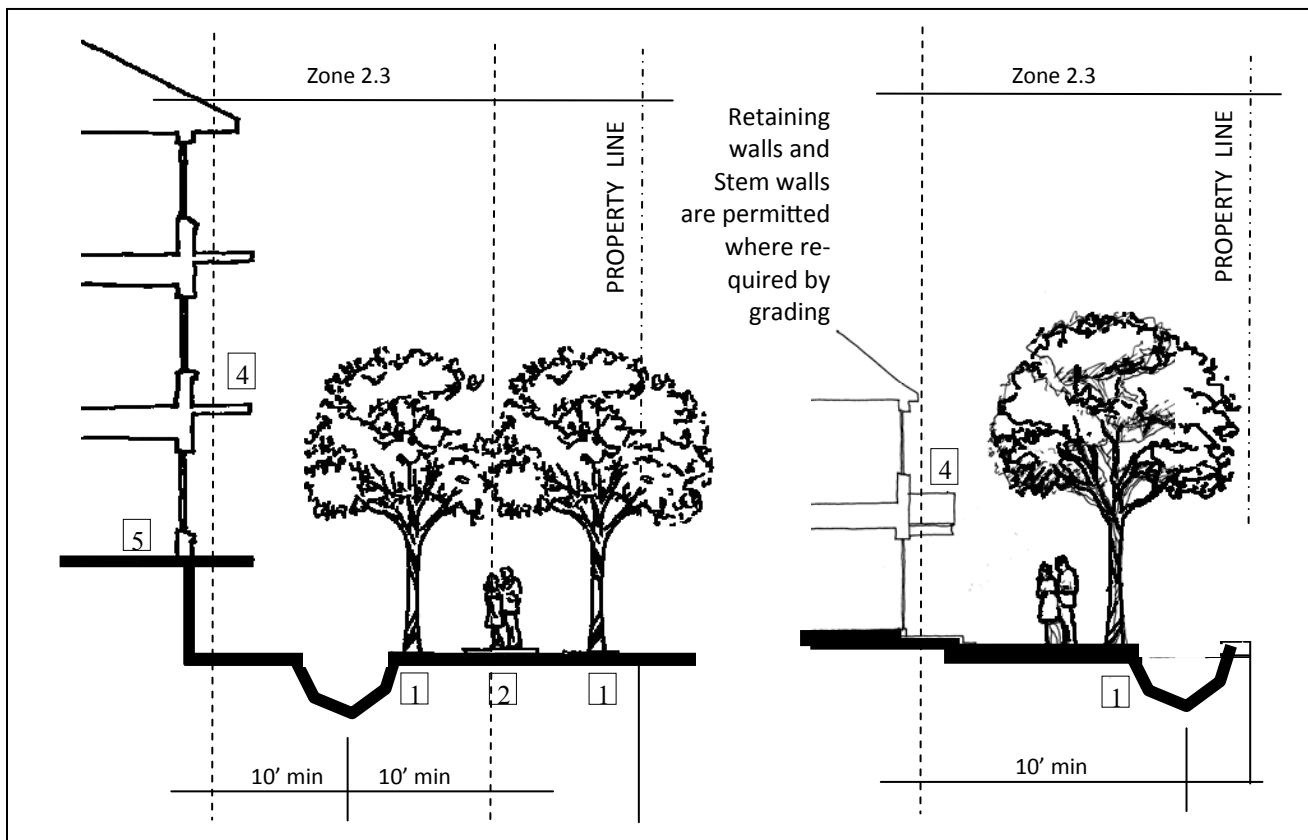 Zone 2.3
PROPERTY LINE
4
5
1
2
1
10’ min
10’ min
Retaining
walls and
Stem walls
are permitted
where re-
quired by
grading
Zone 2.3
PROPERTY LINE
4
1
10’ min